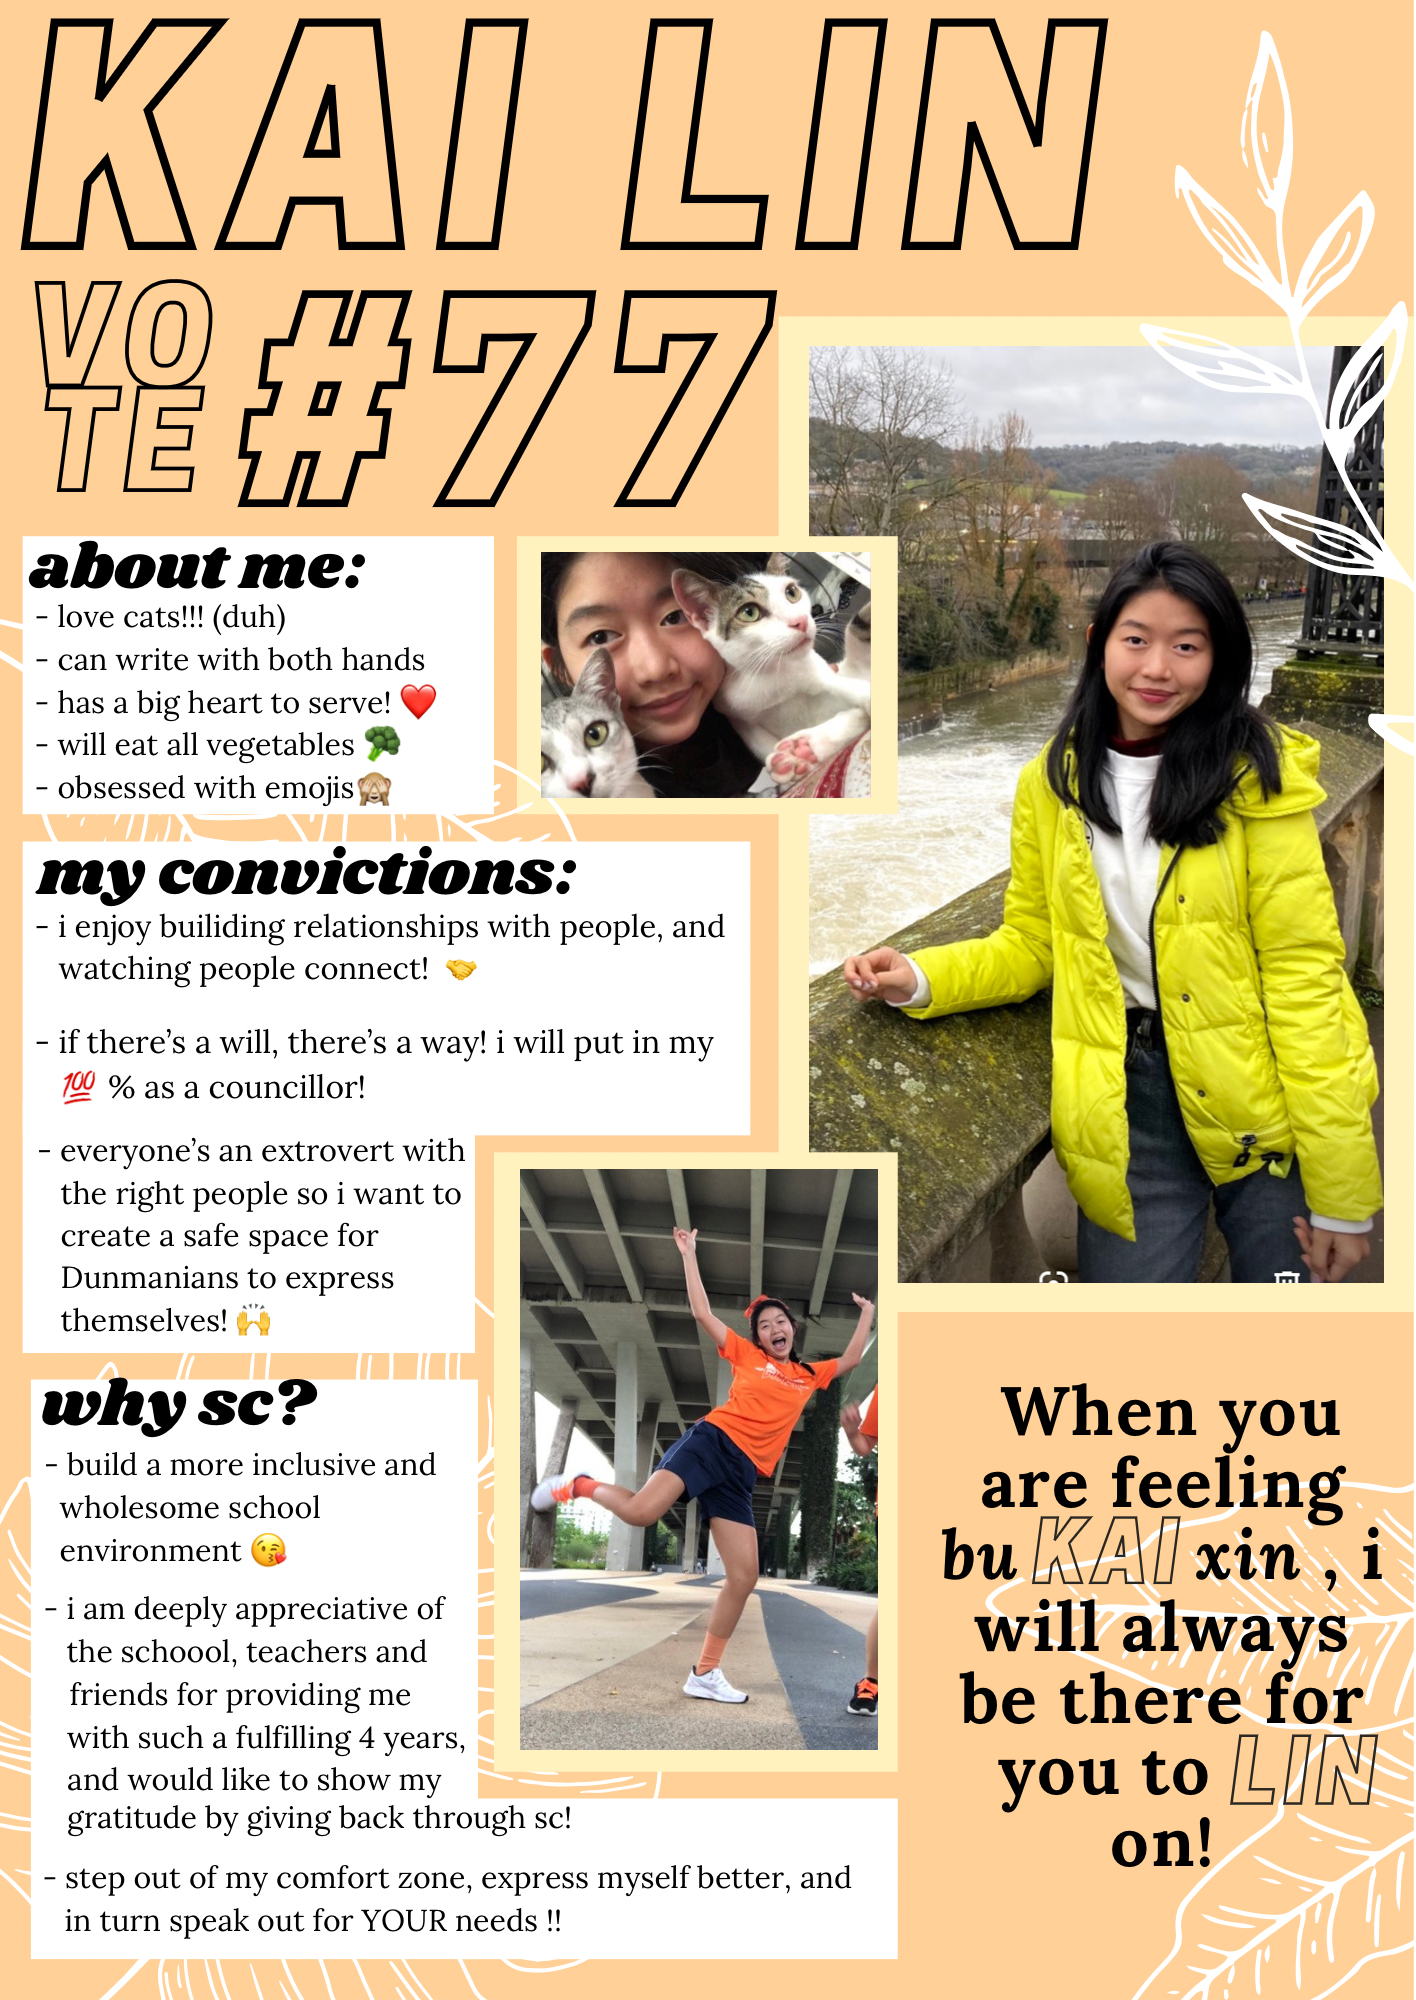 KAI LIN
VO
TE
#77
about me:
- love cats!!! (duh)
- can write with both hands
- has a big heart to serve! ❤️
- will eat all vegetables 🥦
- obsessed with emojis🙈
my convictions:
- i enjoy builiding relationships with people, and
watching people connect! 🤝
- if there's a will, there's a way! i will put in my
💯 % as a councillor!
- everyone's an extrovert with
the right people so i want to
create a safe space for
Dunmanians to express
themselves! 🙌
why sc?
- build a more inclusive and
wholesome school
environment 😘
- i am deeply appreciative of
the schoool, teachers and
friends for providing me
with such a fulfilling 4 years,
and would like to show my
gratitude by giving back through sc!
- step out of my comfort zone, express myself better, and
in turn speak out for YOUR needs !!
When you
are feeling
bu KAI xin , i
will always
be there for
you to LIN
on!